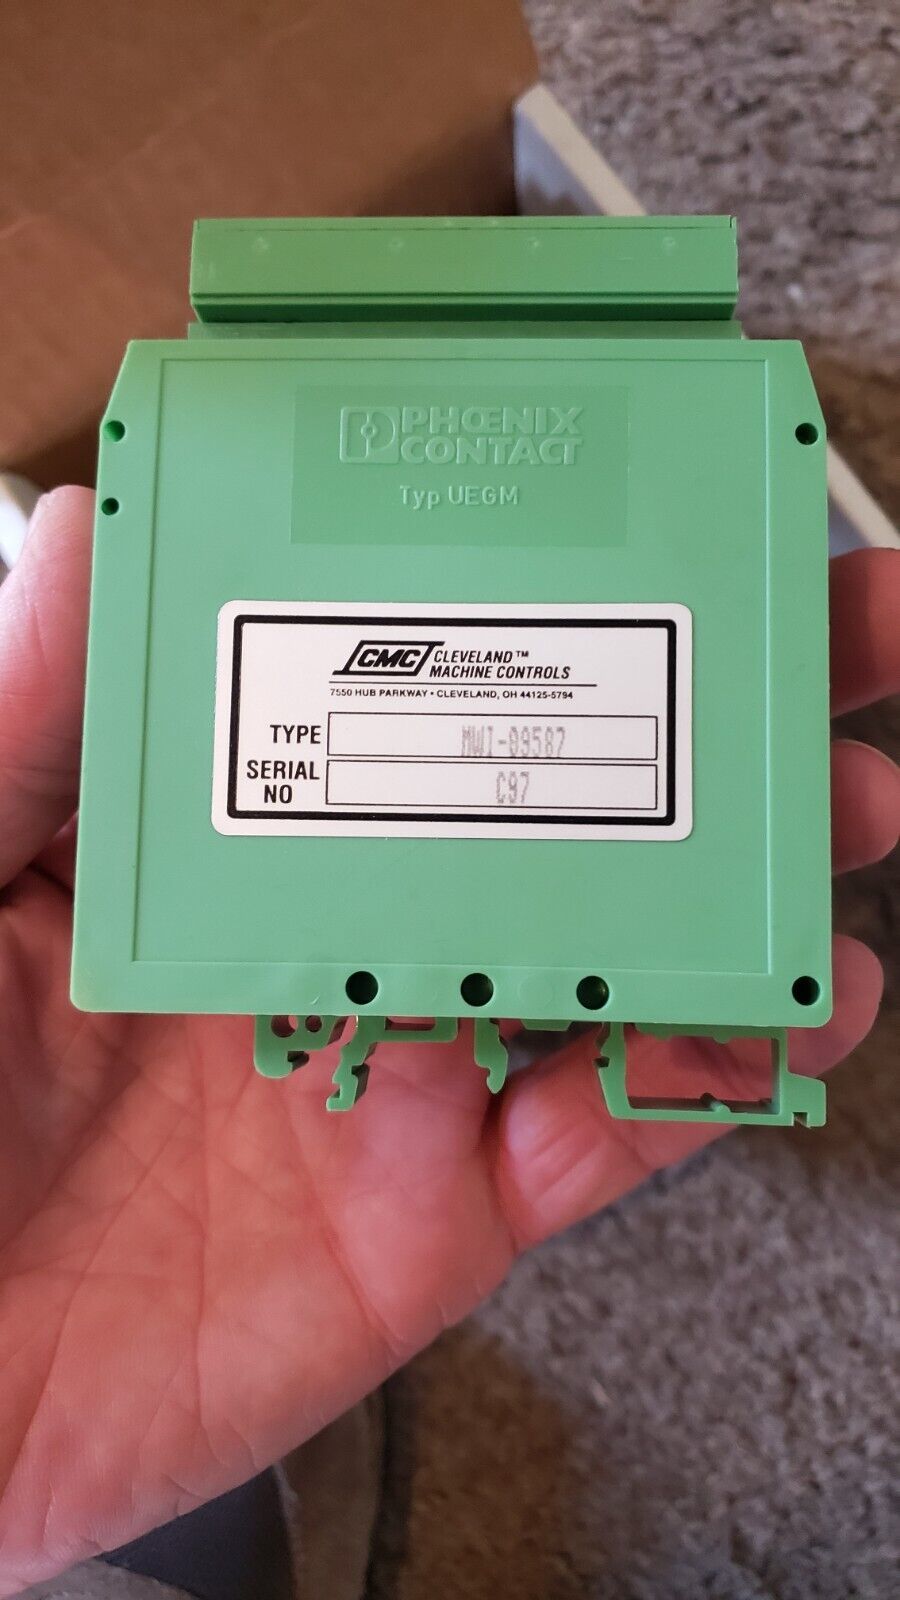 PHŒNIX
CONTACT
Typ UEGM
CMC CLEVELAND™
MACHINE CONTROLS
7550 HUB PARKWAY • CLEVELAND, OH 44125-5794
TYPE MWI-09587
SERIAL
NO C97